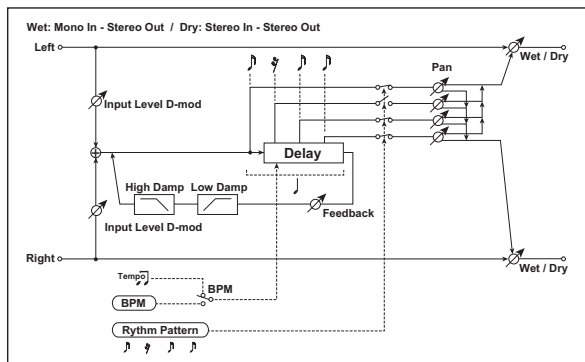 Wet: Mono In - Stereo Out / Dry: Stereo In - Stereo Out
Left
Wet / Dry
Pan
Input Level D-mod
Delay
High Damp
Low Damp
Feedback
Input Level D-mod
Right
Wet / Dry
Tempo
BPM
BPM
Rythm Pattern